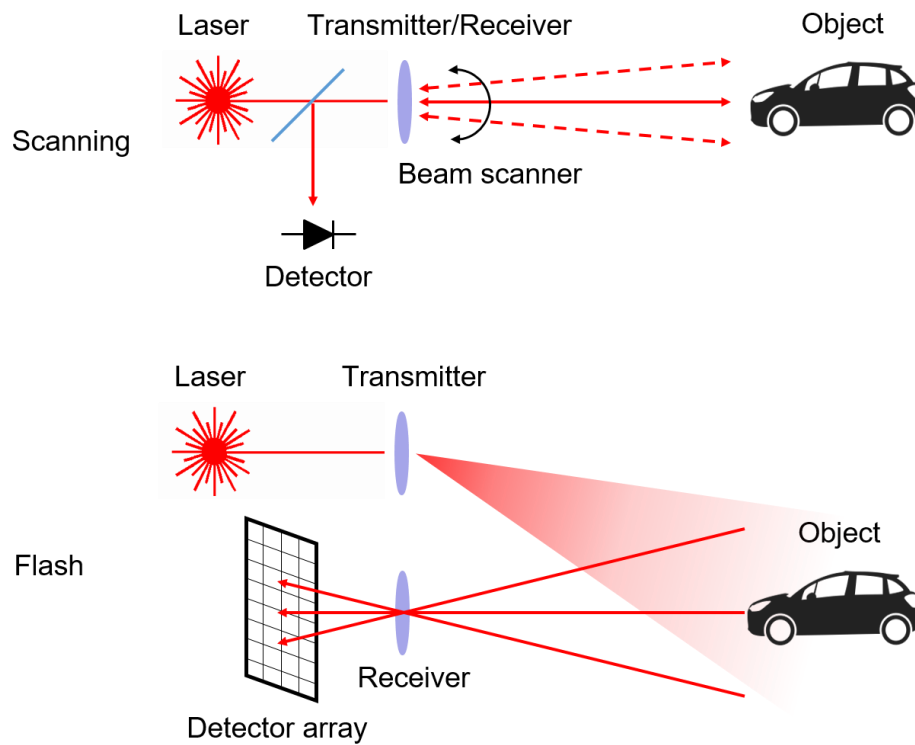 Laser
Transmitter/Receiver
Object
Scanning
Beam scanner
Detector
Laser
Transmitter
Object
Flash
Receiver
Detector array